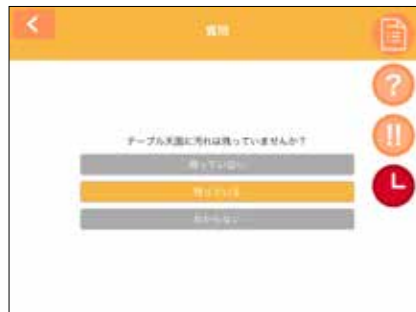 質問
テーブル天面に汚れは残っていませんか？
残っていない
残っている
わからない